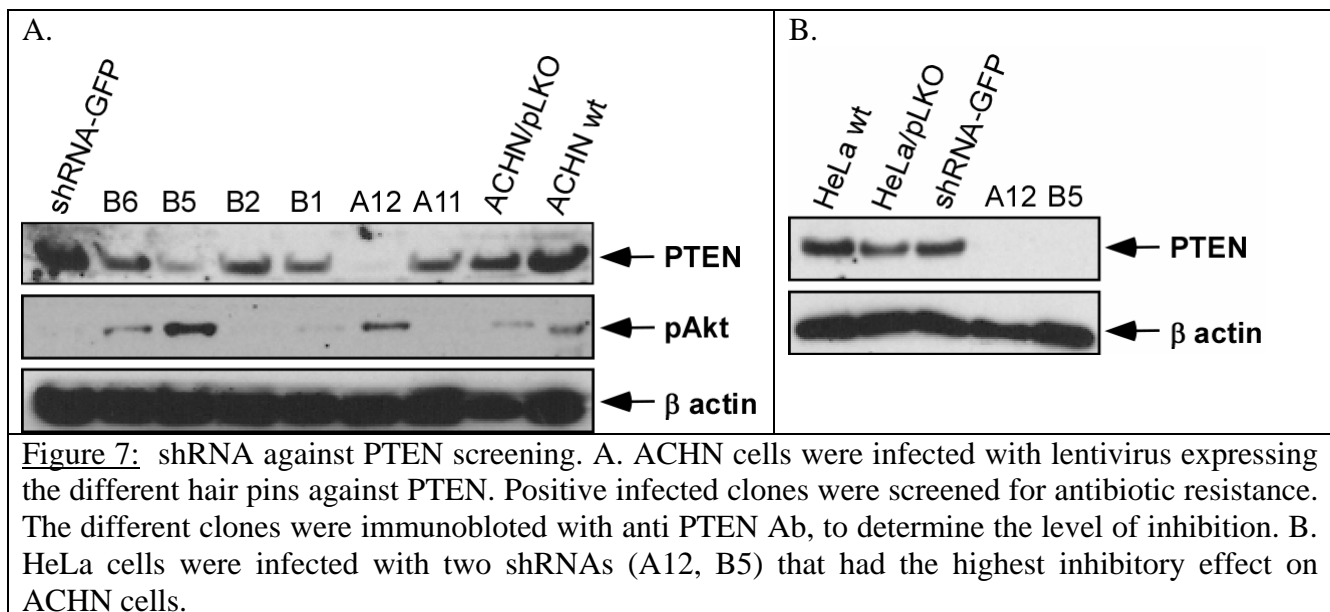 A.
shRNA-GFP
B6
B5
B2
B1
A12
A11
ACHN/pLKO
ACHN wt
PTEN
pAkt
β actin
B.
HeLa wt
HeLa/pLKO
shRNA-GFP
A12
B5
PTEN
β actin
Figure 7: shRNA against PTEN screening. A. ACHN cells were infected with lentivirus expressing
the different hair pins against PTEN. Positive infected clones were screened for antibiotic resistance.
The different clones were immunobloted with anti PTEN Ab, to determine the level of inhibition. B.
HeLa cells were infected with two shRNAs (A12, B5) that had the highest inhibitory effect on
ACHN cells.